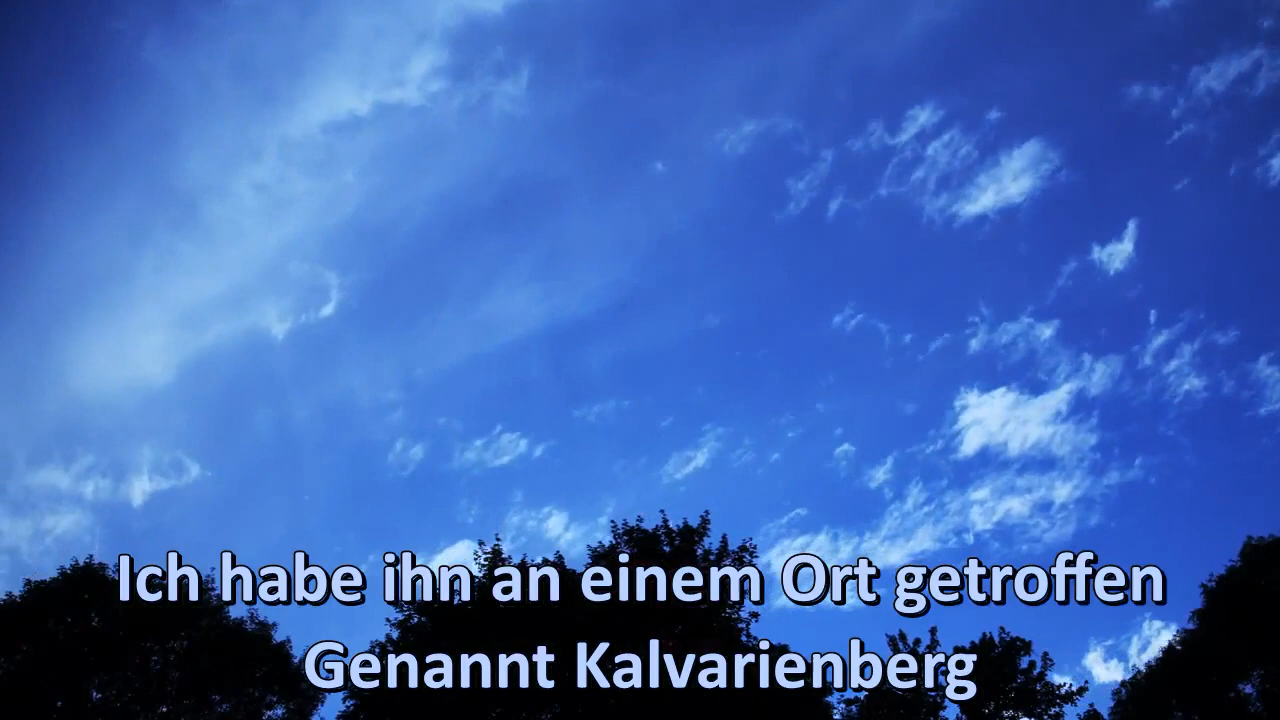 Ich habe ihn an einem Ort getroffen
Genannt Kalvarienberg